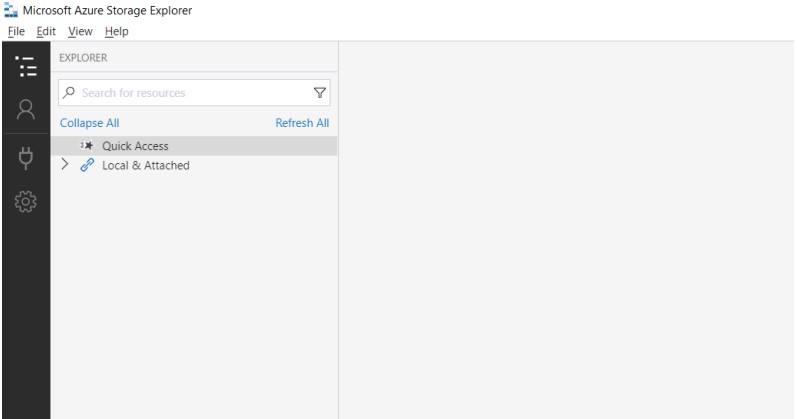 Microsoft Azure Storage Explorer
File Edit View Help
EXPLORER
Search for resources
Collapse All Refresh All
Quick Access
Local & Attached